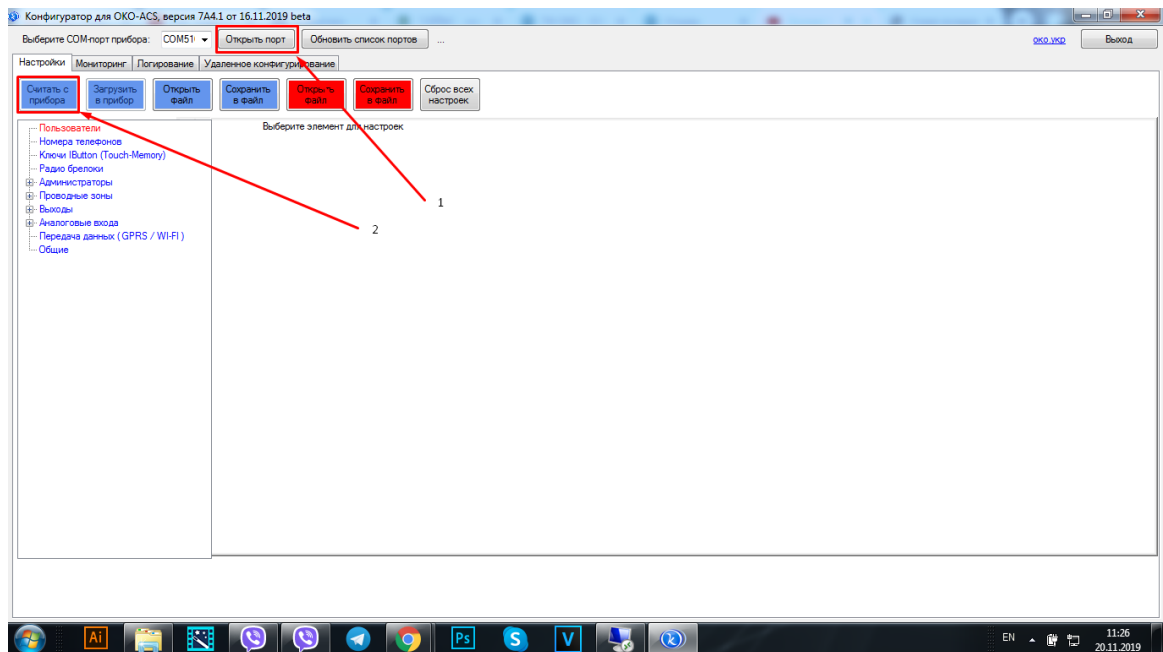 Конфигуратор для ОКО-ACS, версия 7A4.1 от 16.11.2019 beta
Выберите COM-порт прибора: COM51 Открыть порт Обновить список портов ... око.укр Выход
Настройки Мониторинг Логирование Удаленное конфигурирование
Считать с прибора
Загрузить в прибор
Открыть файл
Сохранить в файл
Открыть файл
Сохранить в файл
Сброс всех настроек
Пользователи
Номера телефонов
Ключи IButton (Touch-Memory)
Радио брелоки
Администраторы
Проводные зоны
Выходы
Аналоговые входа
Передача данных ( GPRS / WI-FI )
Общие
Выберите элемент для настроек
1
2
Ai Ps S V k
EN 11:26
20.11.2019